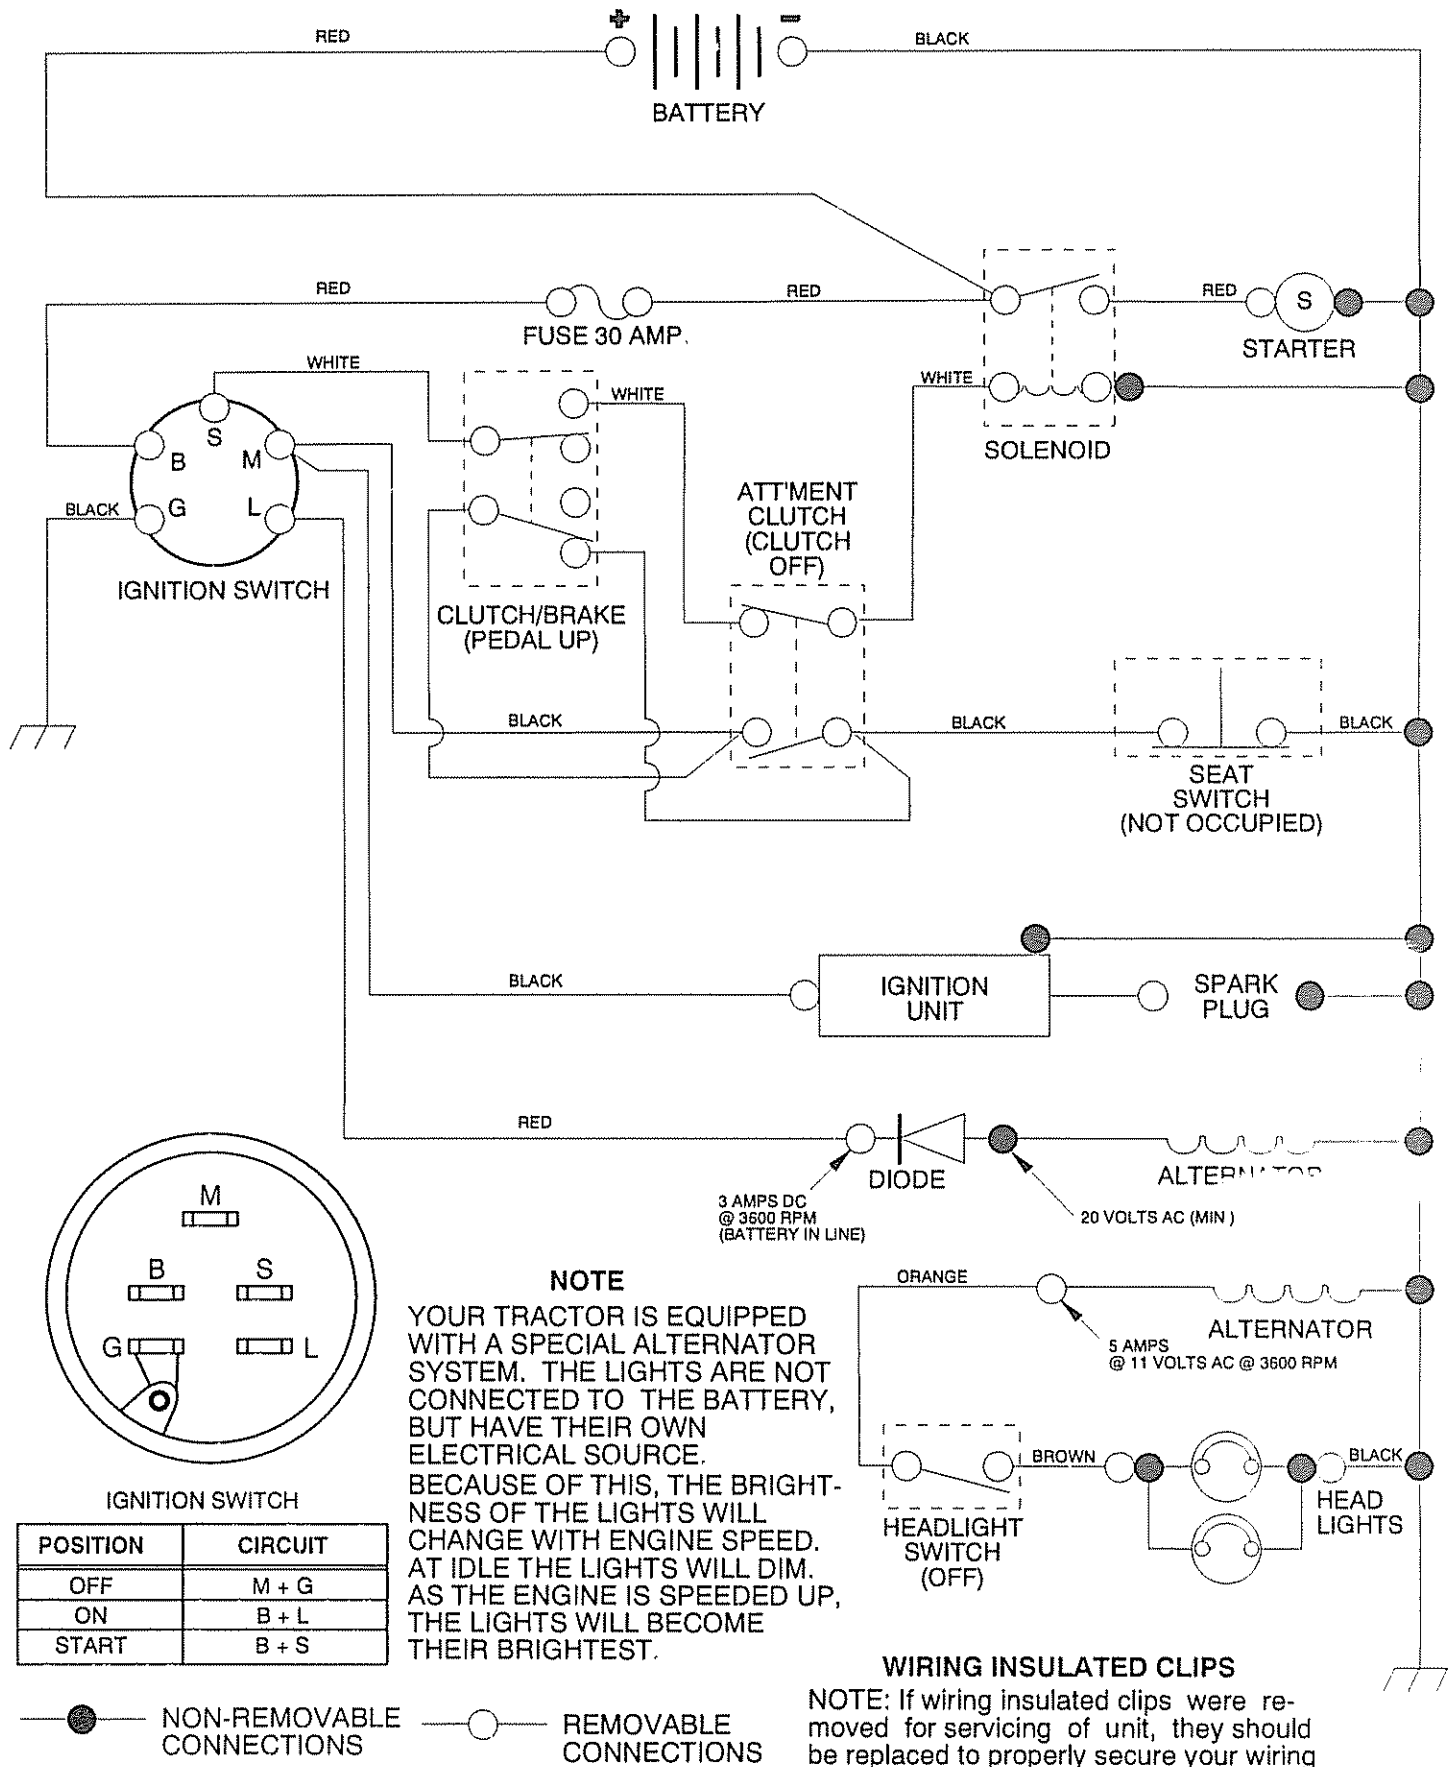 + -
RED
BLACK
BATTERY
RED
RED
RED
S
FUSE 30 AMP.
STARTER
WHITE
WHITE
WHITE
S
B
M
G
L
BLACK
IGNITION SWITCH
SOLENOID
ATT'MENT
CLUTCH
(CLUTCH
OFF)
CLUTCH/BRAKE
(PEDAL UP)
BLACK
BLACK
BLACK
SEAT
SWITCH
(NOT OCCUPIED)
BLACK
IGNITION
UNIT
SPARK
PLUG
RED
DIODE
3 AMPS DC
@ 3600 RPM
(BATTERY IN LINE)
20 VOLTS AC (MIN )
M
B
S
G
L
IGNITION SWITCH
POSITION CIRCUIT
OFF M + G
ON B + L
START B + S
NOTE
YOUR TRACTOR IS EQUIPPED
WITH A SPECIAL ALTERNATOR
SYSTEM. THE LIGHTS ARE NOT
CONNECTED TO THE BATTERY,
BUT HAVE THEIR OWN
ELECTRICAL SOURCE.
BECAUSE OF THIS, THE BRIGHT-
NESS OF THE LIGHTS WILL
CHANGE WITH ENGINE SPEED.
AT IDLE THE LIGHTS WILL DIM.
AS THE ENGINE IS SPEEDED UP,
THE LIGHTS WILL BECOME
THEIR BRIGHTEST.
ORANGE
ALTERNATOR
5 AMPS
@ 11 VOLTS AC @ 3600 RPM
BROWN
BLACK
HEADLIGHT
SWITCH
(OFF)
HEAD
LIGHTS
NON-REMOVABLE
CONNECTIONS
REMOVABLE
CONNECTIONS
WIRING INSULATED CLIPS
NOTE: If wiring insulated clips were re-
moved for servicing of unit, they should
be replaced to properly secure your wiring